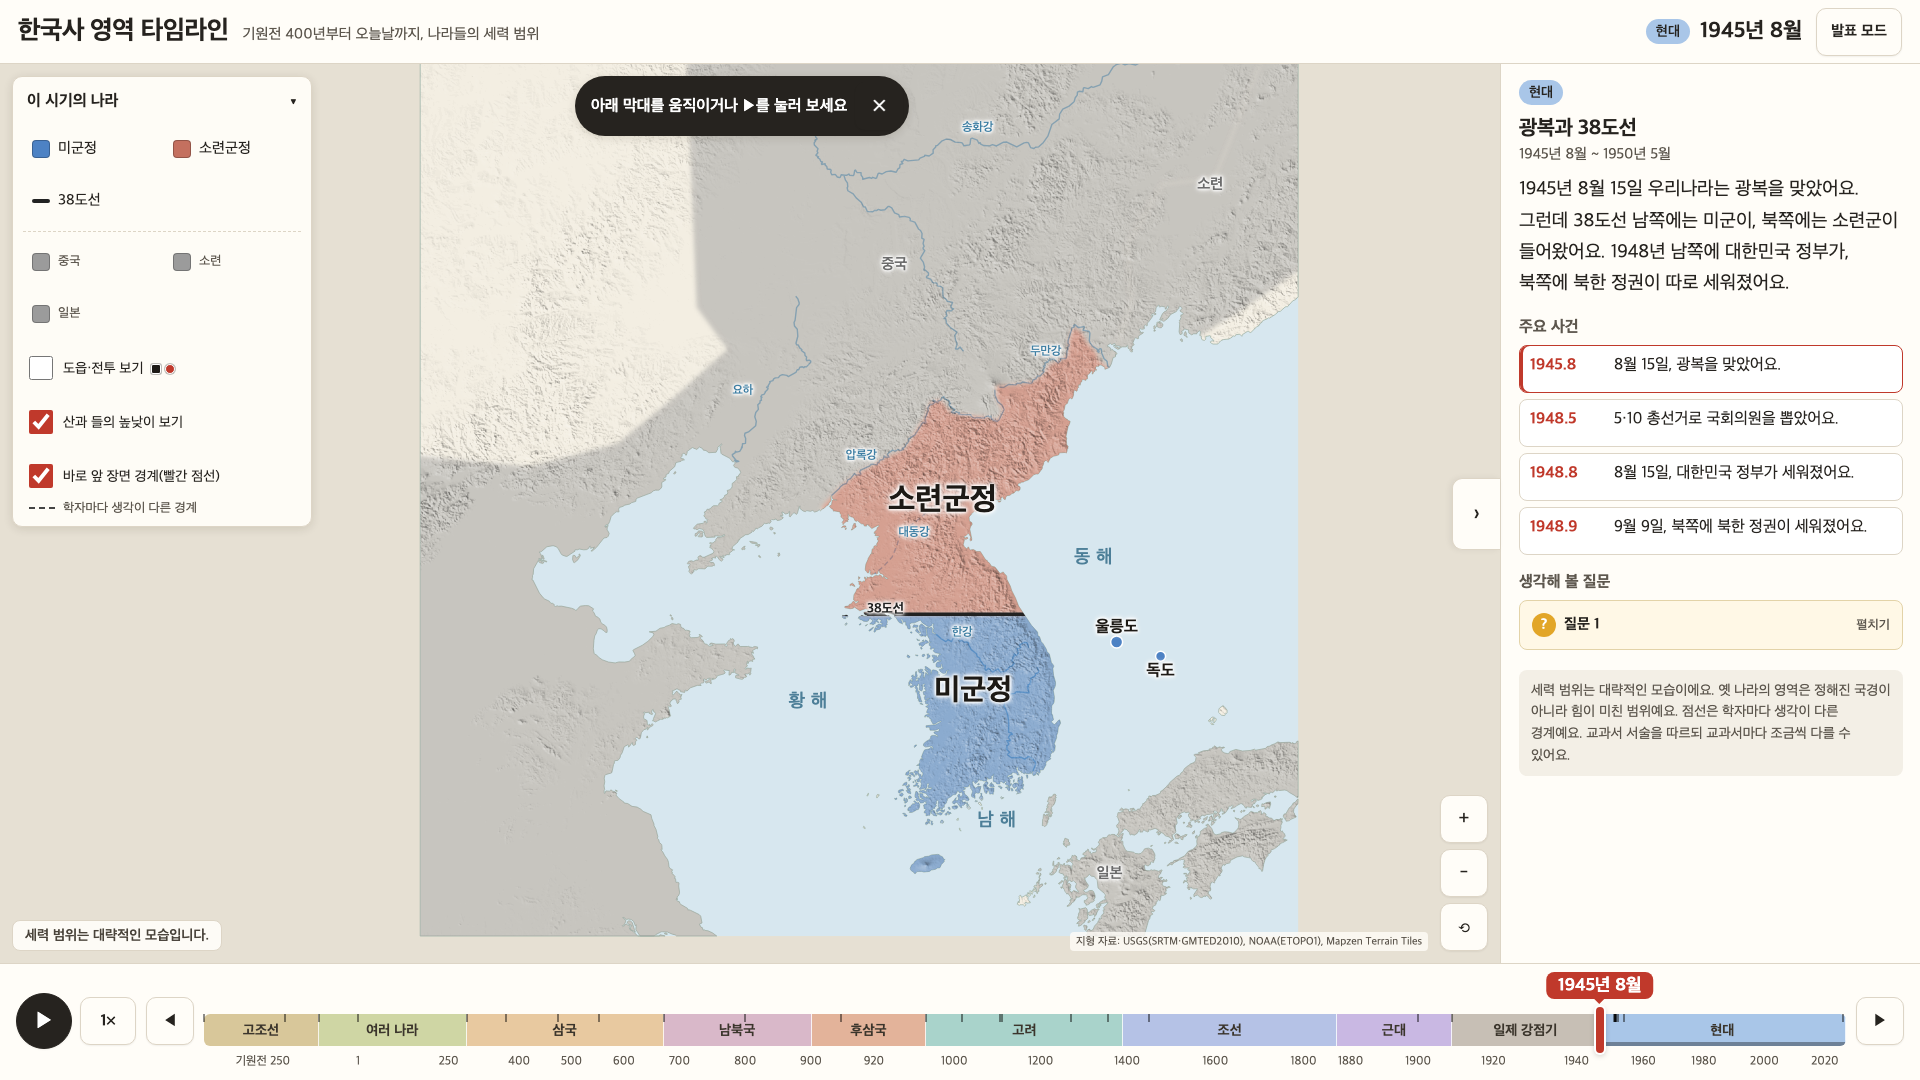 한국사 영역 타임라인
기원전 400년부터 오늘날까지, 나라들의 세력 범위
현대
1945년 8월
발표 모드
이 시기의 나라
▼
미군정
소련군정
38도선
중국
소련
일본
도읍·전투 보기
산과 들의 높낮이 보기
바로 앞 장면 경계(빨간 점선)
학자마다 생각이 다른 경계
아래 막대를 움직이거나 ▶를 눌러 보세요 ✕
송화강
소련
중국
두만강
요하
압록강
소련군정
대동강
동 해
38도선
한강
울릉도
독도
미군정
황 해
남 해
일본
세력 범위는 대략적인 모습입니다.
지형 자료: USGS(SRTM·GMTED2010), NOAA(ETOPO1), Mapzen Terrain Tiles
›
+
−
⟲
현대
광복과 38도선
1945년 8월 ~ 1950년 5월
1945년 8월 15일 우리나라는 광복을 맞았어요.
그런데 38도선 남쪽에는 미군이, 북쪽에는 소련군이
들어왔어요. 1948년 남쪽에 대한민국 정부가,
북쪽에 북한 정권이 따로 세워졌어요.
주요 사건
1945.8 8월 15일, 광복을 맞았어요.
1948.5 5·10 총선거로 국회의원을 뽑았어요.
1948.8 8월 15일, 대한민국 정부가 세워졌어요.
1948.9 9월 9일, 북쪽에 북한 정권이 세워졌어요.
생각해 볼 질문
? 질문 1 펼치기
세력 범위는 대략적인 모습이에요. 옛 나라의 영역은 정해진 국경이
아니라 힘이 미친 범위예요. 점선은 학자마다 생각이 다른
경계예요. 교과서 서술을 따르되 교과서마다 조금씩 다를 수
있어요.
1945년 8월
▶ 1× ◀
고조선 여러 나라 삼국 남북국 후삼국 고려 조선 근대 일제 강점기 현대
▶
기원전 250 1 250 400 500 600 700 800 900 920 1000 1200 1400 1600 1800 1880 1900 1920 1940 1960 1980 2000 2020